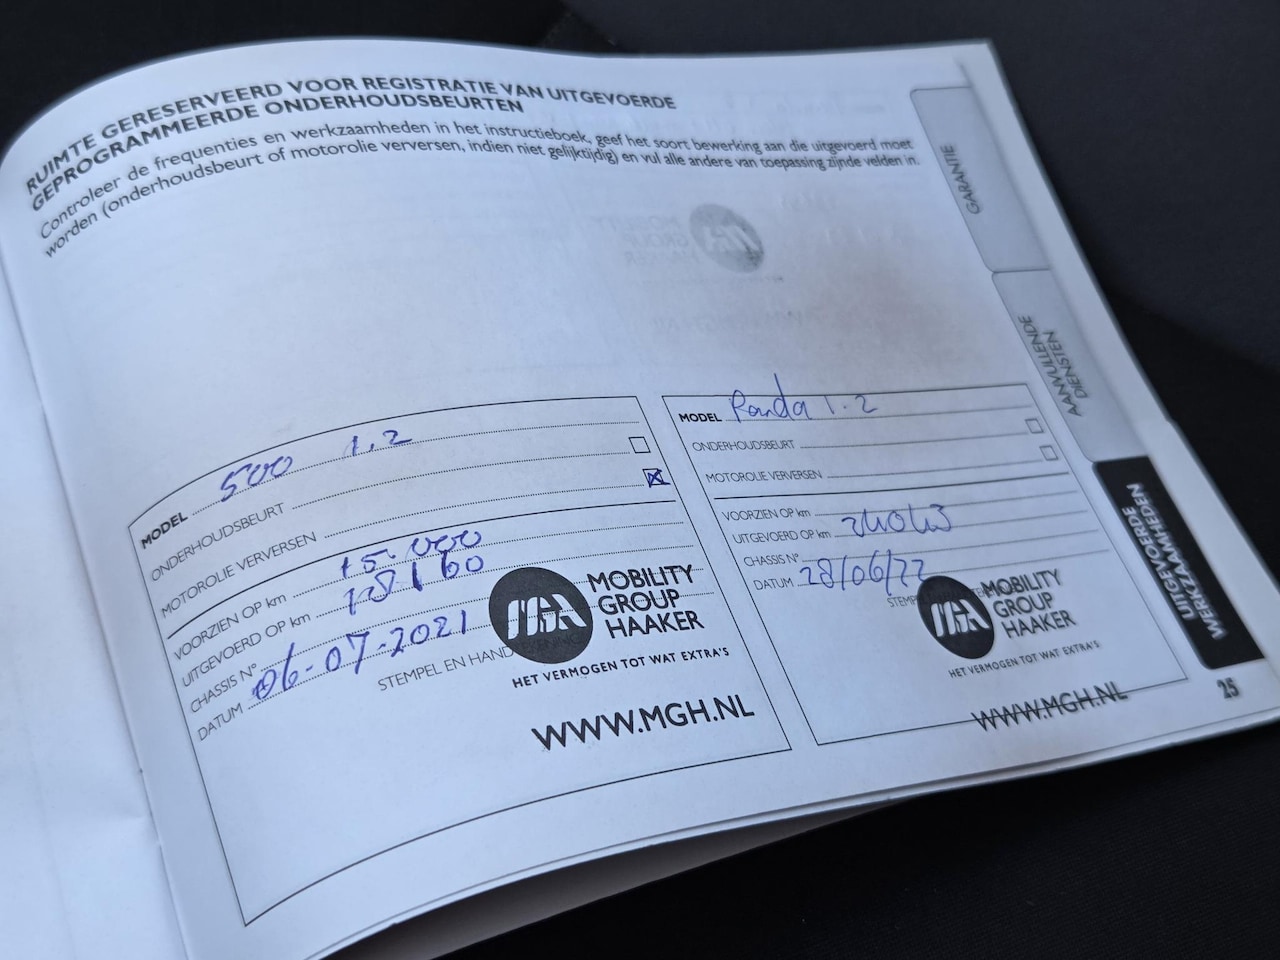 RUIMTE GERESERVEERD VOOR REGISTRATIE VAN UITGEVOERDE
GEPROGRAMMEERDE ONDERHOUDSBEURTEN
Controleer de frequenties en werkzaamheden in het instructieboek, geef het soort bewerking aan die uitgevoerd moet
worden (onderhoudsbeurt of motorolie verversen, indien niet gelijktijdig) en vul alle andere van toepassing zijnde velden in.
MODEL 500 1.2
ONDERHOUDSBEURT
MOTOROLIE VERVERSEN
VOORZIEN OP km 15.000
UITGEVOERD OP km 18160
CHASSIS N°
DATUM 06-07-2021
STEMPEL EN HAND
MOBILITY
GROUP
HAAKER
HET VERMOGEN TOT WAT EXTRA'S
WWW.MGH.NL
MODEL Panda 1.2
ONDERHOUDSBEURT
MOTOROLIE VERVERSEN
VOORZIEN OP km
UITGEVOERD OP km 24043
CHASSIS N°
DATUM 28/06/22
MOBILITY
GROUP
HAAKER
HET VERMOGEN TOT WAT EXTRA'S
WWW.MGH.NL
GARANTIE
AANVULLENDE
DIENSTEN
UITGEVOERDE
WERKZAAMHEDEN
25